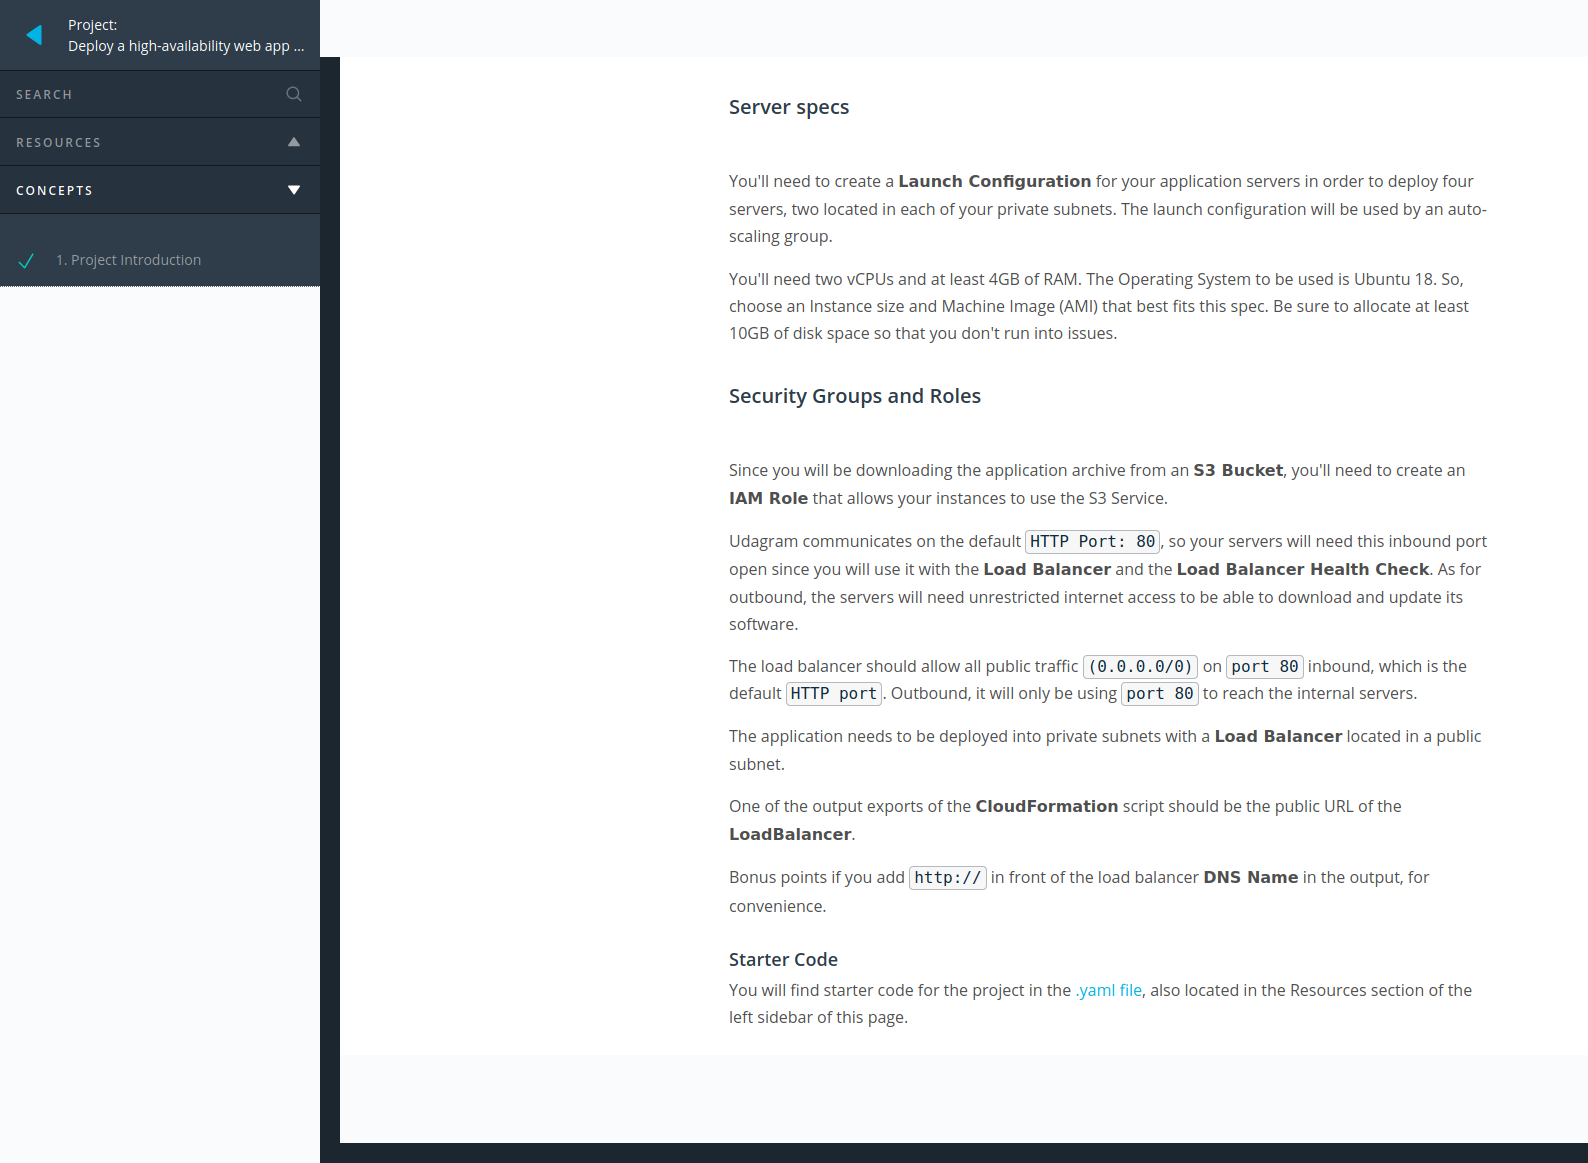 Project:
Deploy a high-availability web app ...
SEARCH
RESOURCES
CONCEPTS
1. Project Introduction
Server specs
You'll need to create a Launch Configuration for your application servers in order to deploy four
servers, two located in each of your private subnets. The launch configuration will be used by an auto-
scaling group.
You'll need two vCPUs and at least 4GB of RAM. The Operating System to be used is Ubuntu 18. So,
choose an Instance size and Machine Image (AMI) that best fits this spec. Be sure to allocate at least
10GB of disk space so that you don't run into issues.
Security Groups and Roles
Since you will be downloading the application archive from an S3 Bucket, you'll need to create an
IAM Role that allows your instances to use the S3 Service.
Udagram communicates on the default HTTP Port: 80, so your servers will need this inbound port
open since you will use it with the Load Balancer and the Load Balancer Health Check. As for
outbound, the servers will need unrestricted internet access to be able to download and update its
software.
The load balancer should allow all public traffic (0.0.0.0/0) on port 80 inbound, which is the
default HTTP port. Outbound, it will only be using port 80 to reach the internal servers.
The application needs to be deployed into private subnets with a Load Balancer located in a public
subnet.
One of the output exports of the CloudFormation script should be the public URL of the
LoadBalancer.
Bonus points if you add http:// in front of the load balancer DNS Name in the output, for
convenience.
Starter Code
You will find starter code for the project in the .yaml file, also located in the Resources section of the
left sidebar of this page.